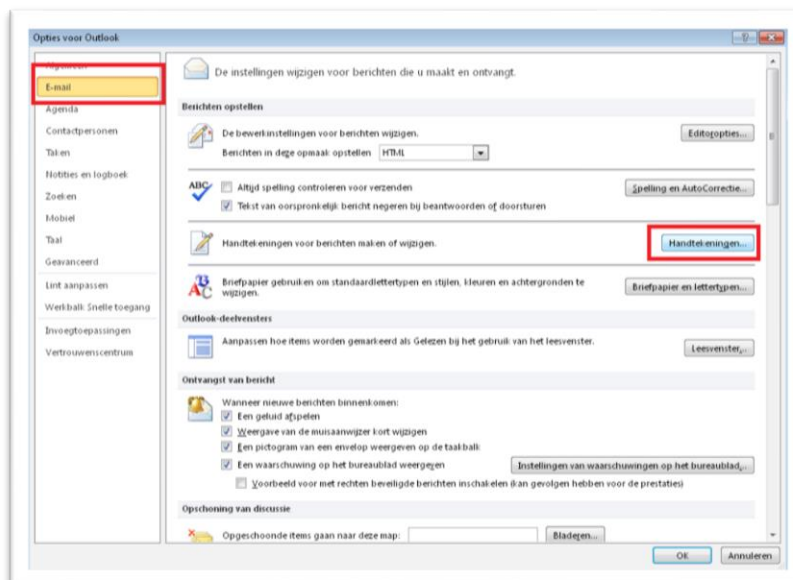 Opties voor Outlook
Algemeen
E-mail
Agenda
Contactpersonen
Taken
Notities en logboek
Zoeken
Mobiel
Taal
Geavanceerd
Lint aanpassen
Werkbalk Snelle toegang
Invoegtoepassingen
Vertrouwenscentrum
De instellingen wijzigen voor berichten die u maakt en ontvangt.
Berichten opstellen
De bewerkinstellingen voor berichten wijzigen.
Editoropties...
Berichten in deze opmaak opstellen HTML
ABC
Altijd spelling controleren voor verzenden
Spelling en AutoCorrectie...
Tekst van oorspronkelijk bericht negeren bij beantwoorden of doorsturen
Handtekeningen voor berichten maken of wijzigen.
Handtekeningen...
Briefpapier gebruiken om standaardlettertypen en stijlen, kleuren en achtergronden te
wijzigen.
Briefpapier en lettertypen...
Outlook-deelvensters
Aanpassen hoe items worden gemarkeerd als Gelezen bij het gebruik van het leesvenster.
Leesvenster...
Ontvangst van bericht
Wanneer nieuwe berichten binnenkomen:
Een geluid afspelen
Weergave van de muisaanwijzer kort wijzigen
Een pictogram van een envelop weergeven op de taakbalk
Een waarschuwing op het bureaublad weergegen
Instellingen van waarschuwingen op het bureaublad...
Voorbeeld voor met rechten beveiligde berichten inschakelen (kan gevolgen hebben voor de prestaties)
Opschoning van discussie
Opgeschoonde items gaan naar deze map:
Bladeren...
OK
Annuleren